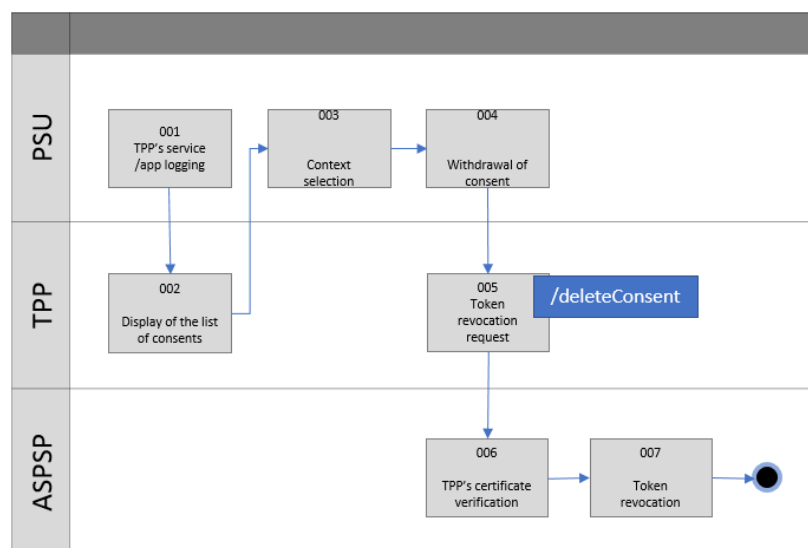 PSU
001
TPP's service
/app logging
003
Context
selection
004
Withdrawal of
consent
TPP
002
Display of the list
of consents
005
Token
revocation
request
/deleteConsent
ASPSP
006
TPP's certificate
verification
007
Token
revocation